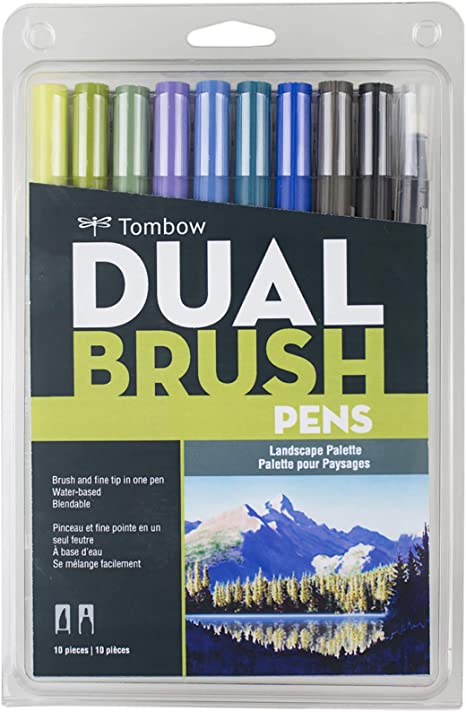 Tombow
DUAL
BRUSH
PENS
Landscape Palette
Palette pour Paysages
Brush and fine tip in one pen
Water-based
Blendable
Pinceau et fine pointe en un
seul feutre
À base d'eau
Se mélange facilement
10 pieces | 10 pièces